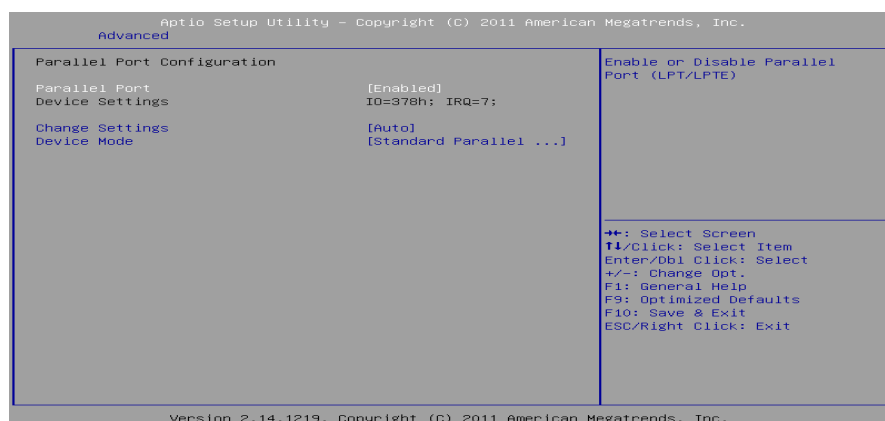 Aptio Setup Utility – Copyright (C) 2011 American Megatrends, Inc.
Advanced
Parallel Port Configuration
Parallel Port [Enabled]
Device Settings IO=378h; IRQ=7;
Change Settings [Auto]
Device Mode [Standard Parallel ...]
Enable or Disable Parallel
Port (LPT/LPTE)
→←: Select Screen
↑↓/Click: Select Item
Enter/Dbl Click: Select
+/-: Change Opt.
F1: General Help
F9: Optimized Defaults
F10: Save & Exit
ESC/Right Click: Exit
Version 2.14.1219. Copyright (C) 2011 American Megatrends, Inc.